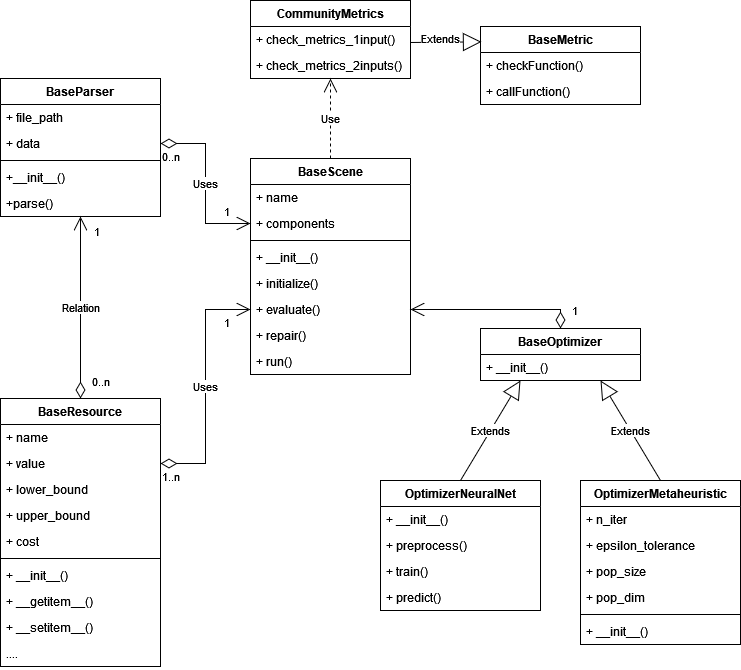 CommunityMetrics
+ check_metrics_1input()
+ check_metrics_2inputs()
Extends.
BaseMetric
+ checkFunction()
+ callFunction()
BaseParser
+ file_path
+ data
+__init__()
+parse()
0..n
Uses
1
Use
BaseScene
+ name
+ components
+ __init__()
+ initialize()
+ evaluate()
+ repair()
+ run()
1
Relation
0..n
1
Uses
1..n
BaseResource
+ name
+ value
+ lower_bound
+ upper_bound
+ cost
+ __init__()
+ __getitem__()
+ __setitem__()
....
1
BaseOptimizer
+ __init__()
Extends
Extends
OptimizerNeuralNet
+ __init__()
+ preprocess()
+ train()
+ predict()
OptimizerMetaheuristic
+ n_iter
+ epsilon_tolerance
+ pop_size
+ pop_dim
+ __init__()